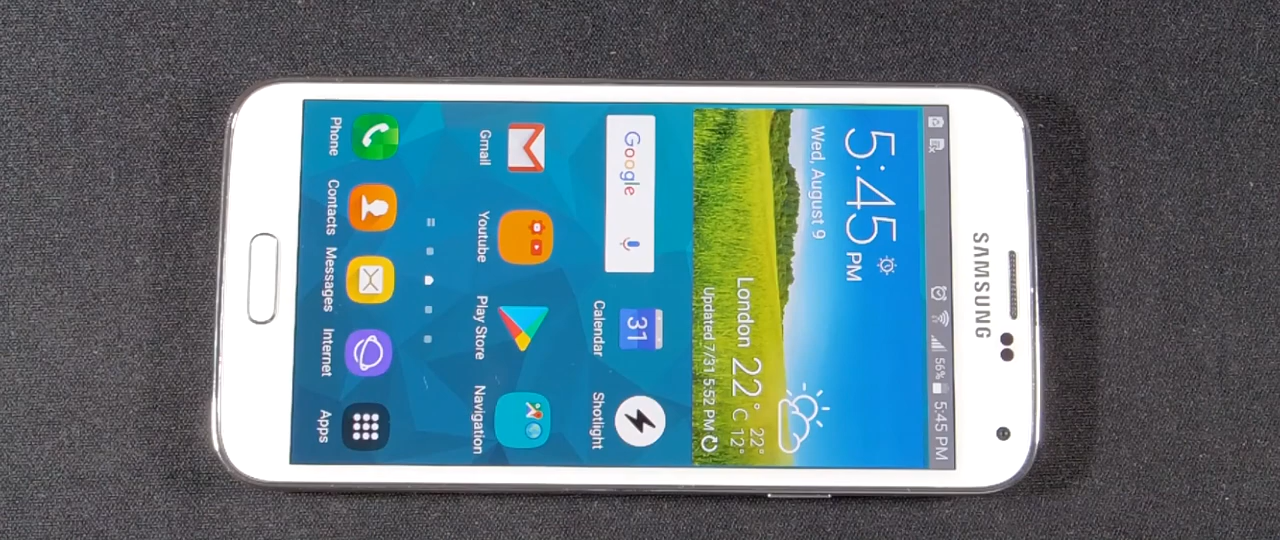 SAMSUNG
56% 5:45 PM
5:45 PM
Wed, August 9
London 22° C 22° 12°
Updated 7/31 5:52 PM
Google
31
Calendar
Shotlight
Gmail
Youtube
Play Store
Navigation
Phone
Contacts
Messages
Internet
Apps